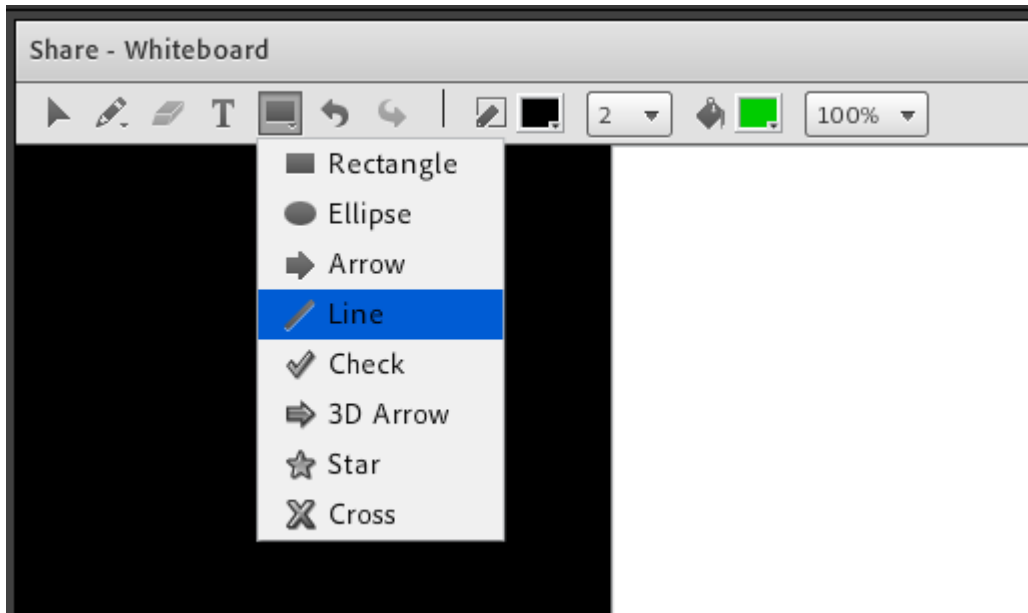 Share - Whiteboard
T 2 100%
Rectangle
Ellipse
Arrow
Line
Check
3D Arrow
Star
Cross